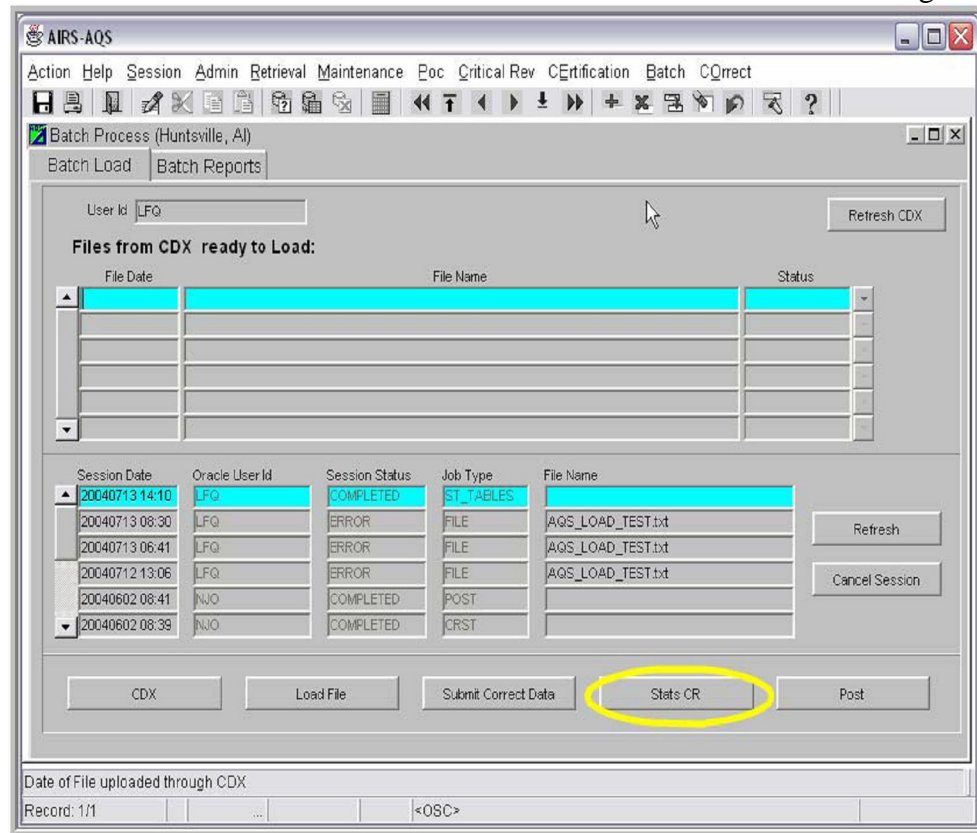 AIRS-AQS
Action Help Session Admin Retrieval Maintenance Poc Critical Rev CErtification Batch COrrect
Batch Process (Huntsville, Al)
Batch Load Batch Reports
User Id LFQ Refresh CDX
Files from CDX ready to Load:
File Date File Name Status
Session Date Oracle User Id Session Status Job Type File Name
20040713 14:10 LFQ COMPLETED ST_TABLES
20040713 08:30 LFQ ERROR FILE AQS_LOAD_TEST.txt
Refresh
20040713 06:41 LFQ ERROR FILE AQS_LOAD_TEST.txt
20040712 13:06 LFQ ERROR FILE AQS_LOAD_TEST.txt
Cancel Session
20040602 08:41 NJO COMPLETED POST
20040602 08:39 NJO COMPLETED CRST
CDX Load File Submit Correct Data Stats CR Post
Date of File uploaded through CDX
Record: 1/1 ... <OSC>